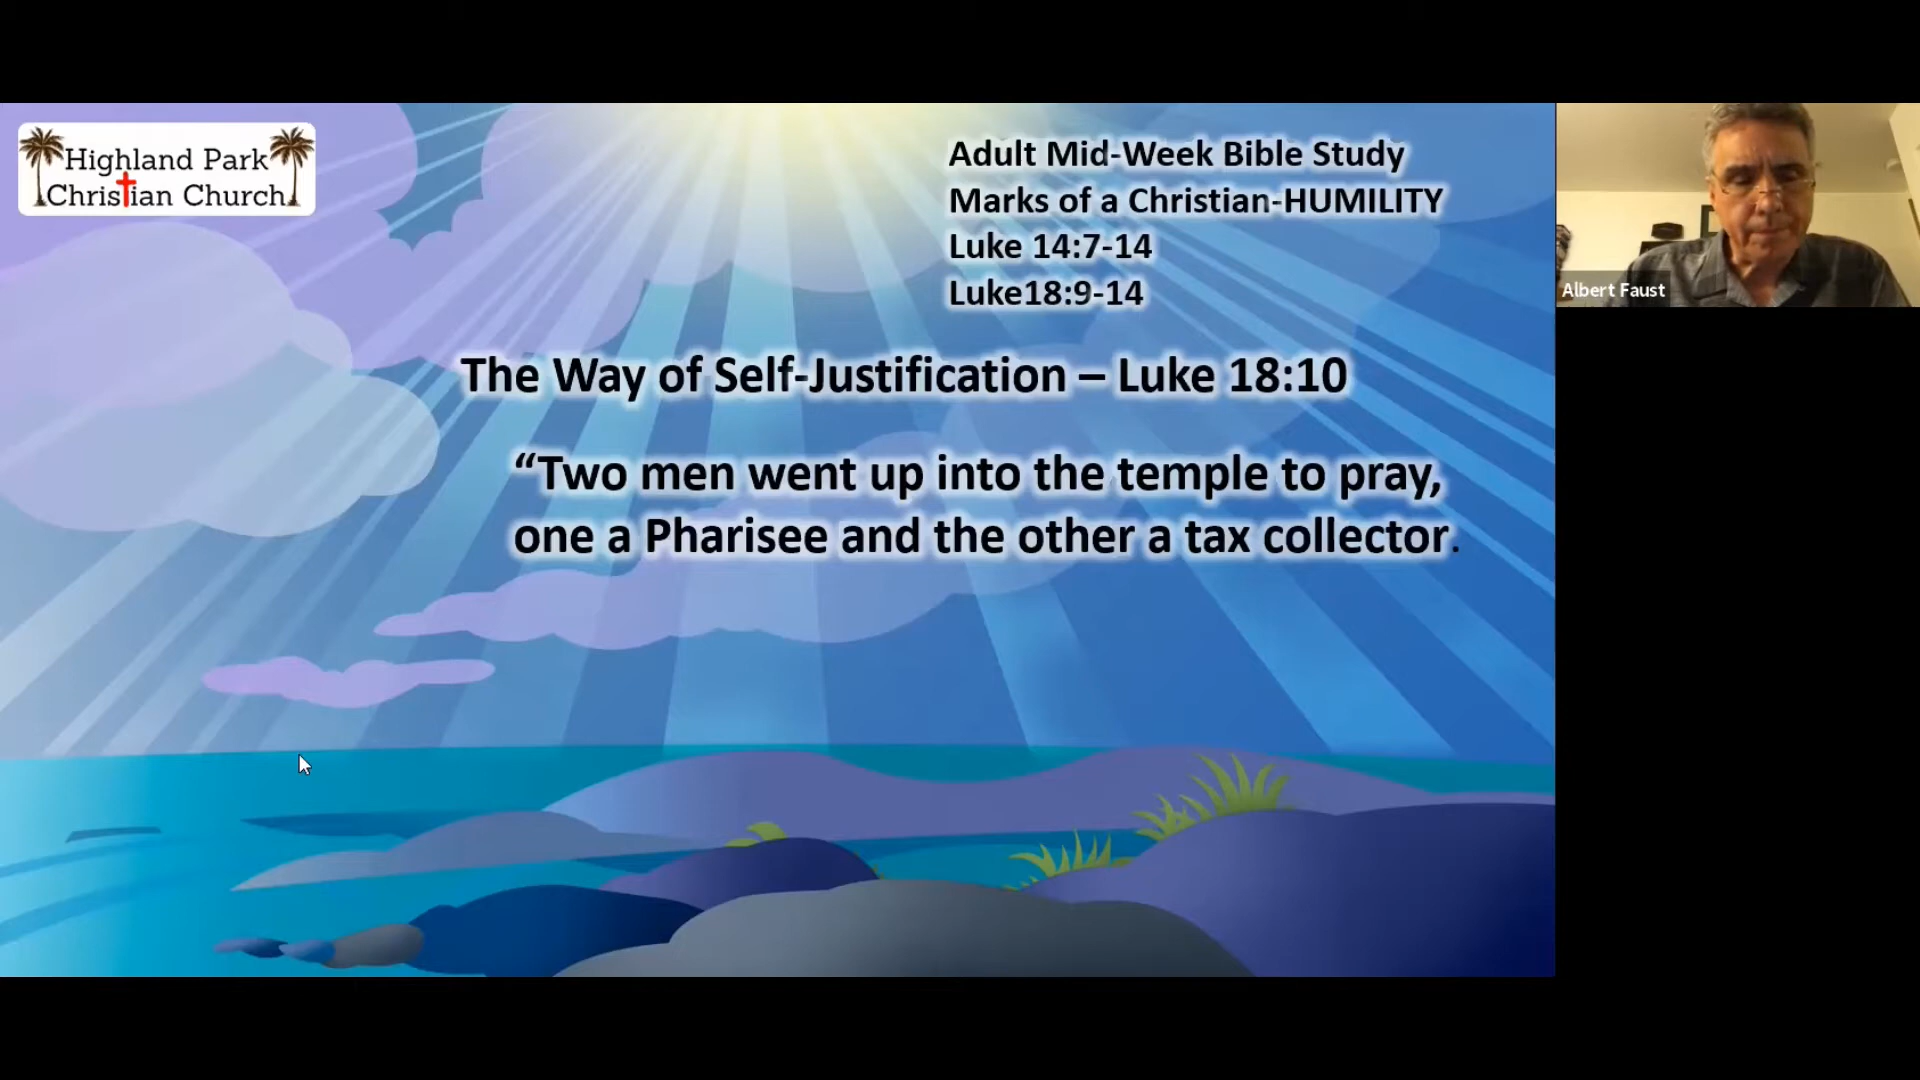 Highland Park
Christian Church
Adult Mid-Week Bible Study
Marks of a Christian-HUMILITY
Luke 14:7-14
Luke18:9-14
The Way of Self-Justification – Luke 18:10
“Two men went up into the temple to pray,
one a Pharisee and the other a tax collector.
Albert Faust